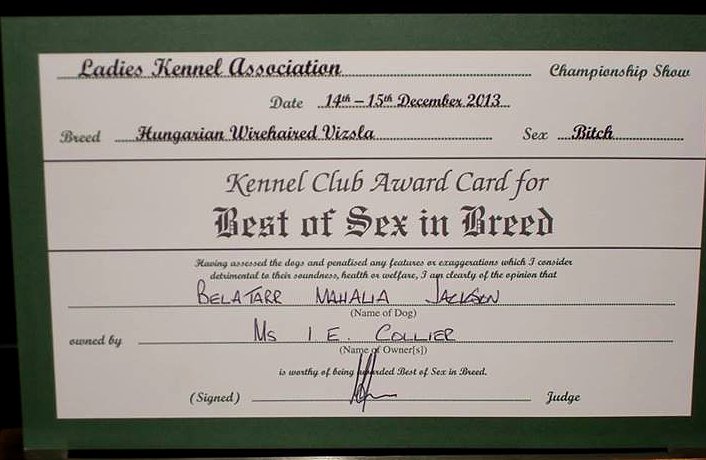 Ladies Kennel Association Championship Show
Date 14th – 15th December 2013
Breed Hungarian Wirehaired Vizsla Sex Bitch
Kennel Club Award Card for
Best of Sex in Breed
Having assessed the dogs and penalised any features or exaggerations which I consider
detrimental to their soundness, health or welfare, I am clearly of the opinion that
BELATARR MAHALIA JACKSON
(Name of Dog)
owned by MS I E. COLLIER
(Name of Owner[s])
is worthy of being awarded Best of Sex in Breed.
(Signed) Judge